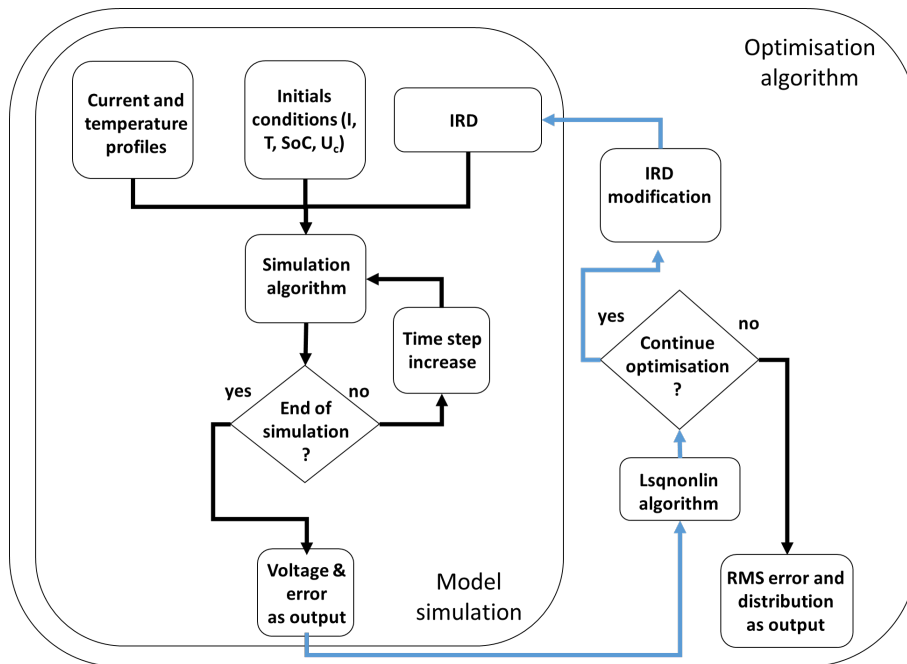 Optimisation
algorithm
Current and
temperature
profiles
Initials
conditions (I,
T, SoC, Uc)
IRD
IRD
modification
Simulation
algorithm
Time step
increase
yes
no
End of
simulation
?
yes
no
Continue
optimisation
?
Lsqnonlin
algorithm
Voltage &
error
as output
Model
simulation
RMS error and
distribution
as output